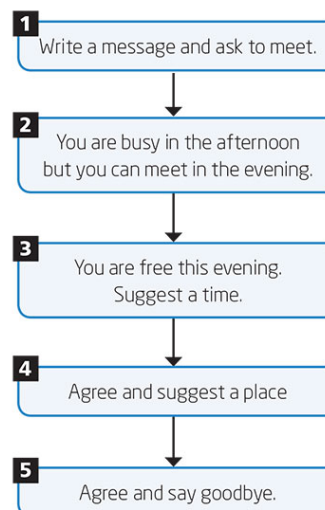 1
Write a message and ask to meet.
2
You are busy in the afternoon
but you can meet in the evening.
3
You are free this evening.
Suggest a time.
4
Agree and suggest a place
5
Agree and say goodbye.